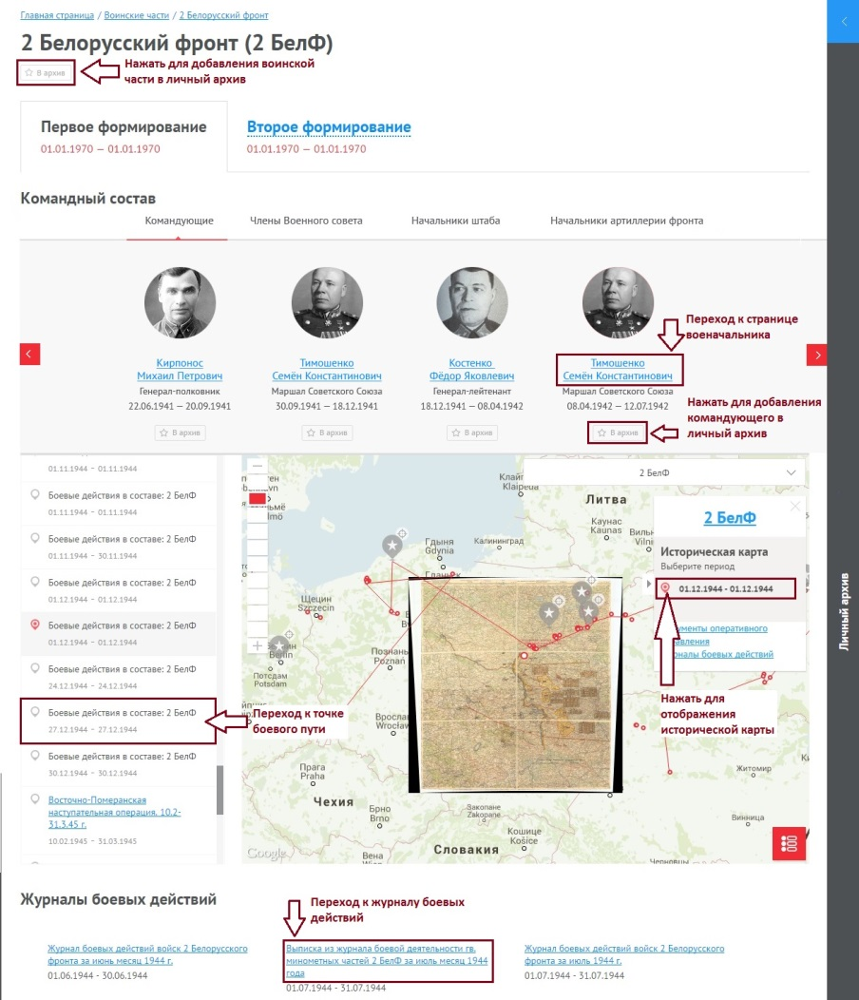 Главная страница / Воинские части / 2 Белорусский фронт
2 Белорусский фронт (2 БелФ)
В архив
Нажать для добавления воинской
части в личный архив
Первое формирование
01.01.1970 — 01.01.1970
Второе формирование
01.01.1970 — 01.01.1970
Командный состав
Командующие
Члены Военного совета
Начальники штаба
Начальники артиллерии фронта
Переход к странице
военачальника
Кирпонос
Михаил Петрович
Генерал-полковник
22.06.1941 — 20.09.1941
В архив
Тимошенко
Семён Константинович
Маршал Советского Союза
30.09.1941 — 18.12.1941
В архив
Костенко
Фёдор Яковлевич
Генерал-лейтенант
18.12.1941 — 08.04.1942
В архив
Тимошенко
Семён Константинович
Маршал Советского Союза
08.04.1942 — 12.07.1942
В архив
Нажать для добавления
командующего в
личный архив
Личный архив
01.11.1944 – 01.11.1944
Боевые действия в составе: 2 БелФ
01.11.1944 – 01.11.1944
Боевые действия в составе: 2 БелФ
01.11.1944 – 30.11.1944
Боевые действия в составе: 2 БелФ
01.12.1944 – 01.12.1944
Боевые действия в составе: 2 БелФ
01.12.1944 – 01.12.1944
Боевые действия в составе: 2 БелФ
24.12.1944 – 24.12.1944
Боевые действия в составе: 2 БелФ
27.12.1944 – 27.12.1944
Боевые действия в составе: 2 БелФ
30.12.1944 – 30.12.1944
Восточно-Померанская
наступательная операция. 10.2-
31.3.45 г.
10.02.1945 – 31.03.1945
Переход к точке
боевого пути
2 БелФ
Клай
Klaipeda
Литва
Каунас
Kaunas
Вильн
Viln
Гдыня
Gdynia
Калининград
Гданьск
Щецин
Szczecin
Berlin
Потсдам
Potsdam
Познань
Poznań
Вроцлав
Wrocław
Прага
Praha
Чехия
Брно
Brno
Закопане
Zakopane
Кошице
Košice
Словакия
Вена
Wien
Житомир
Винница
Черновцы
Google
2 БелФ
Историческая карта
Выберите период
01.12.1944 - 01.12.1944
ументы оперативного
авления
рналы боевых действий
Нажать для
отображения
исторической карты
Журналы боевых действий
Переход к журналу боевых
действий
Журнал боевых действий войск 2 Белорусского
фронта за июнь месяц 1944 г.
01.06.1944 - 30.06.1944
Выписка из журнала боевой деятельности гв.
минометных частей 2 БелФ за июль месяц 1944
года
01.07.1944 - 31.07.1944
Журнал боевых действий войск 2 Белорусского
фронта за июль 1944 г.
01.07.1944 - 31.07.1944